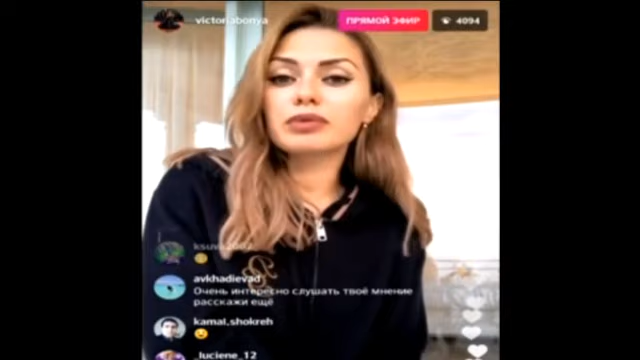 victoriabonya
ПРЯМОЙ ЭФИР
4094
avkhadievad
Очень интересно слушать твоё мнение
расскажи ещё
kamal.shokreh
_luciene_12